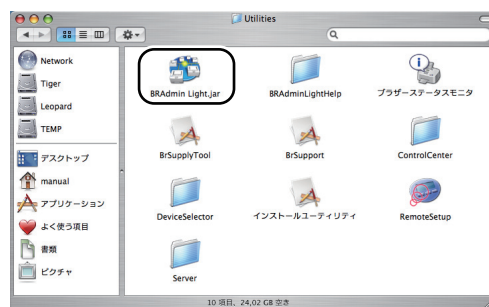 Utilities
Network
Tiger
Leopard
TEMP
デスクトップ
manual
アプリケーション
よく使う項目
書類
ピクチャ
BRAdmin Light.jar
BRAdminLightHelp
ブラザーステータスモニタ
BrSupplyTool
BrSupport
ControlCenter
DeviceSelector
インストールユーティリティ
RemoteSetup
Server
10 項目、24,02 GB 空き